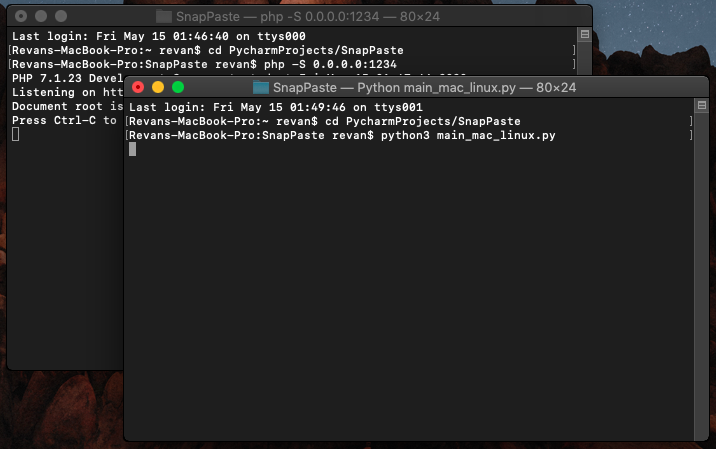 SnapPaste — php -S 0.0.0.0:1234 — 80×24
Last login: Fri May 15 01:46:40 on ttys000
[Revans-MacBook-Pro:~ revan$ cd PycharmProjects/SnapPaste ]
[Revans-MacBook-Pro:SnapPaste revan$ php -S 0.0.0.0:1234 ]
PHP 7.1.23 Devel
Listening on htt
Document root is
Press Ctrl-C to
SnapPaste — Python main_mac_linux.py — 80×24
Last login: Fri May 15 01:49:46 on ttys001
[Revans-MacBook-Pro:~ revan$ cd PycharmProjects/SnapPaste ]
[Revans-MacBook-Pro:SnapPaste revan$ python3 main_mac_linux.py ]